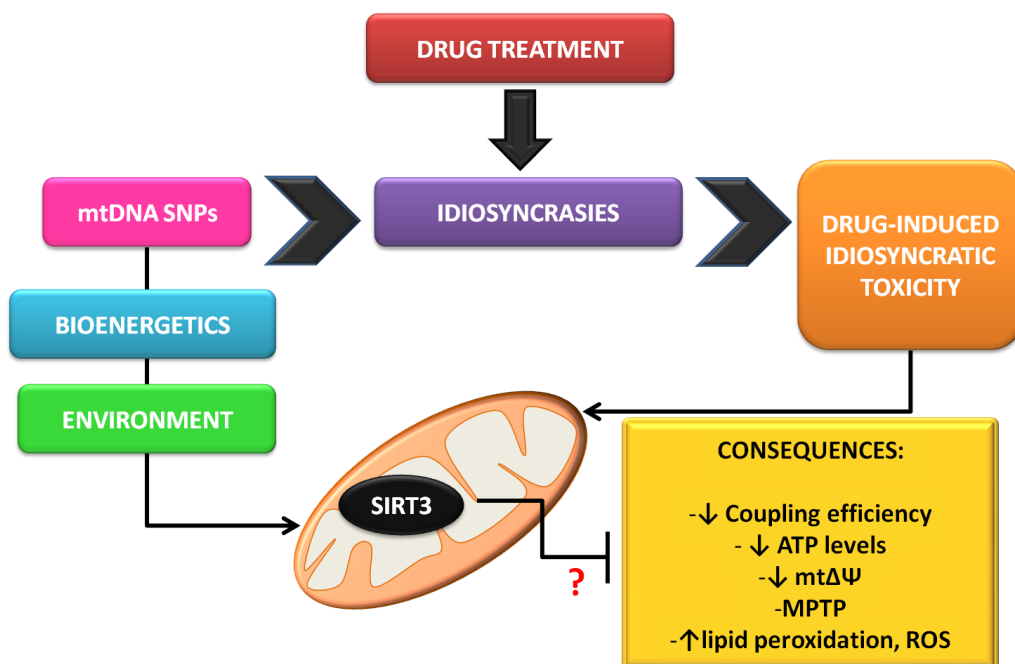 DRUG TREATMENT
mtDNA SNPs
IDIOSYNCRASIES
DRUG-INDUCED
IDIOSYNCRATIC
TOXICITY
BIOENERGETICS
ENVIRONMENT
SIRT3
?
CONSEQUENCES:
-↓ Coupling efficiency
- ↓ ATP levels
-↓ mtΔΨ
-MPTP
-↑lipid peroxidation, ROS